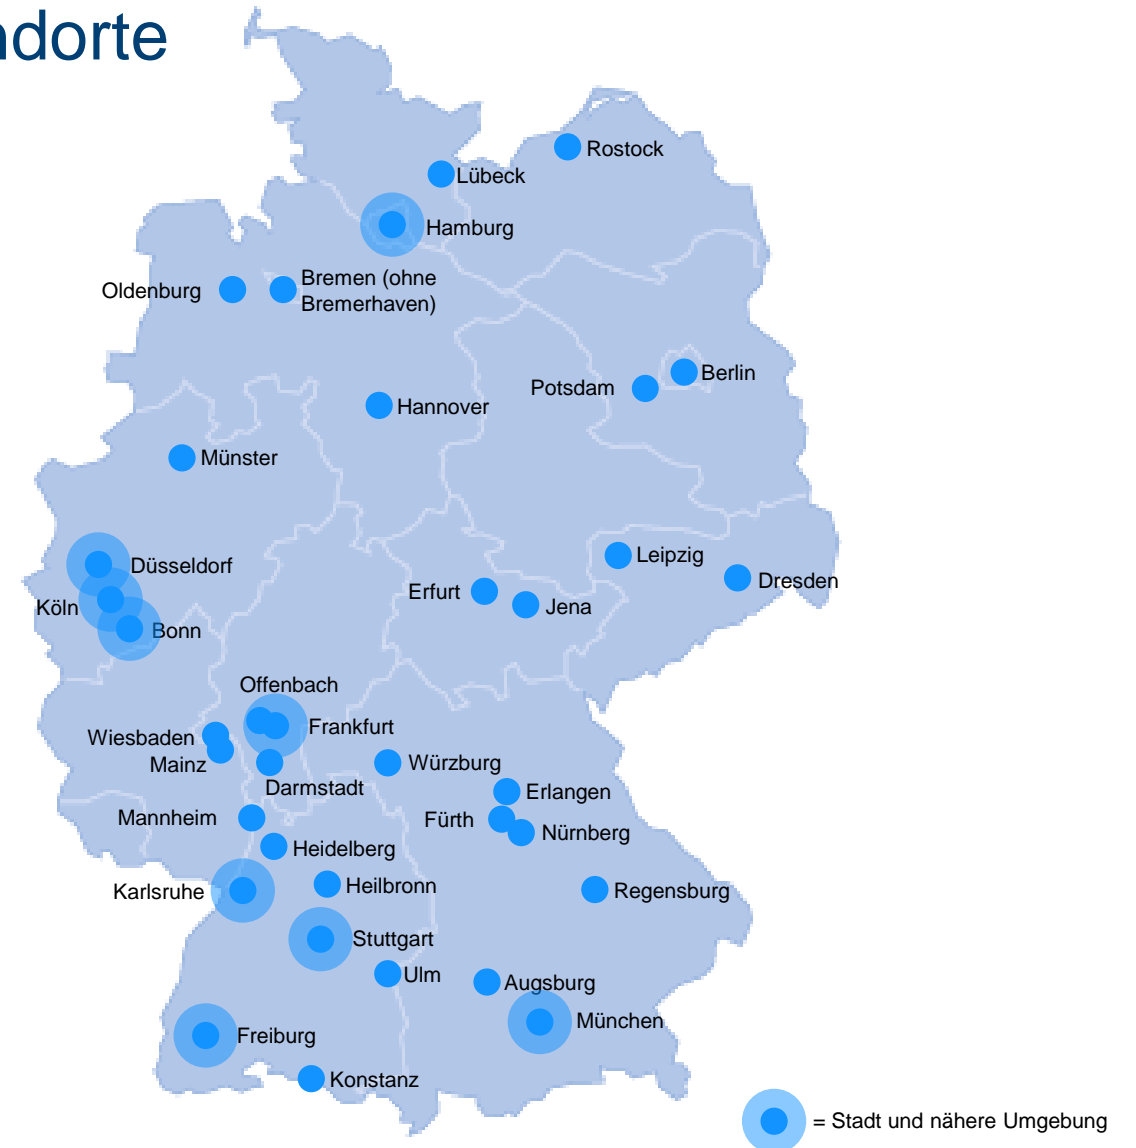 ndorte
Rostock
Lübeck
Hamburg
Bremen (ohne
Bremerhaven)
Oldenburg
Berlin
Potsdam
Hannover
Münster
Leipzig
Düsseldorf
Dresden
Erfurt
Jena
Köln
Bonn
Offenbach
Frankfurt
Wiesbaden
Mainz
Würzburg
Darmstadt
Erlangen
Mannheim
Fürth
Nürnberg
Heidelberg
Heilbronn
Karlsruhe
Regensburg
Stuttgart
Ulm
Augsburg
München
Freiburg
Konstanz
= Stadt und nähere Umgebung